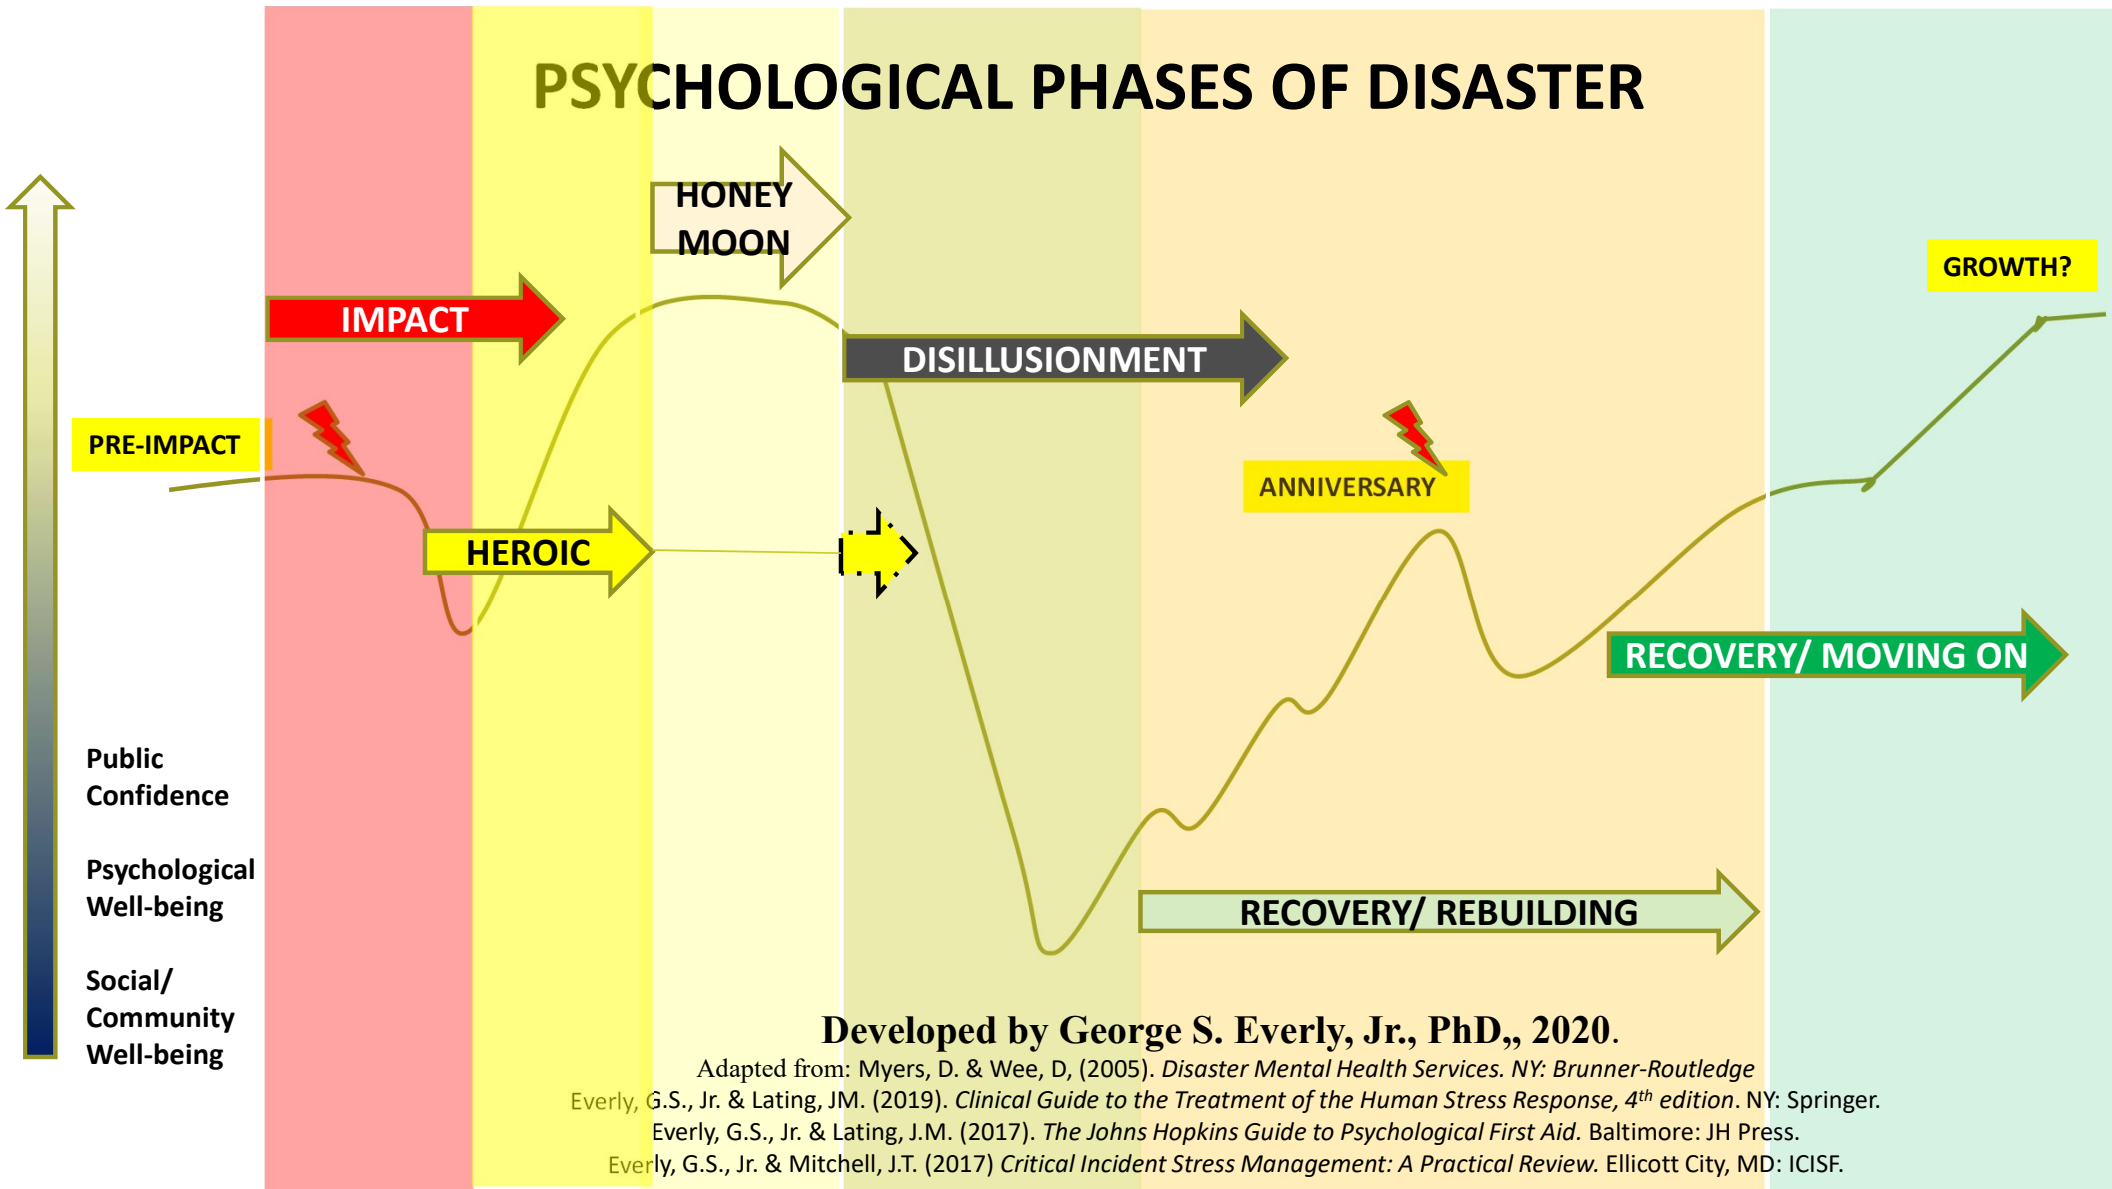 PSYCHOLOGICAL PHASES OF DISASTER
HONEY
MOON
GROWTH?
IMPACT
DISILLUSIONMENT
PRE-IMPACT
ANNIVERSARY
HEROIC
RECOVERY/ MOVING ON
Public
Confidence
Psychological
Well-being
Social/
Community
Well-being
RECOVERY/ REBUILDING
Developed by George S. Everly, Jr., PhD,, 2020.
Adapted from: Myers, D. & Wee, D, (2005). Disaster Mental Health Services. NY: Brunner-Routledge
Everly, G.S., Jr. & Lating, JM. (2019). Clinical Guide to the Treatment of the Human Stress Response, 4th edition. NY: Springer.
Everly, G.S., Jr. & Lating, J.M. (2017). The Johns Hopkins Guide to Psychological First Aid. Baltimore: JH Press.
Everly, G.S., Jr. & Mitchell, J.T. (2017) Critical Incident Stress Management: A Practical Review. Ellicott City, MD: ICISF.